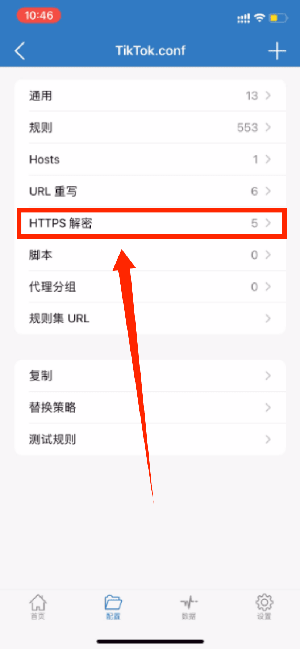 10:46
TikTok.conf
通用 13
规则 553
Hosts 1
URL 重写 6
HTTPS 解密 5
脚本 0
代理分组 0
规则集 URL
复制
替换策略
测试规则
首页 配置 数据 设置